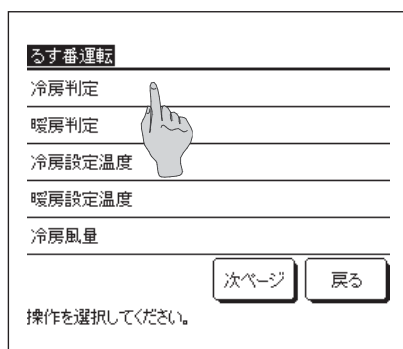 るす番運転
冷房判定
暖房判定
冷房設定温度
暖房設定温度
冷房風量
次ページ 戻る
操作を選択してください。